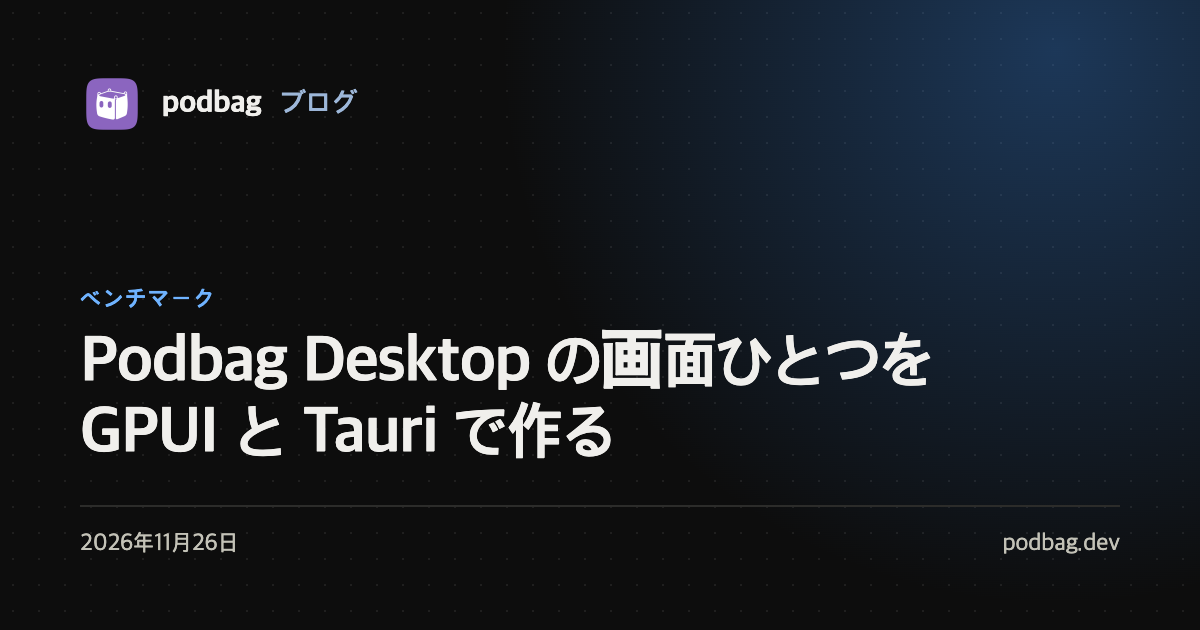 podbag ブログ
ベンチマーク
Podbag Desktop の画面ひとつを
GPUI と Tauri で作る
2026年11月26日
podbag.dev